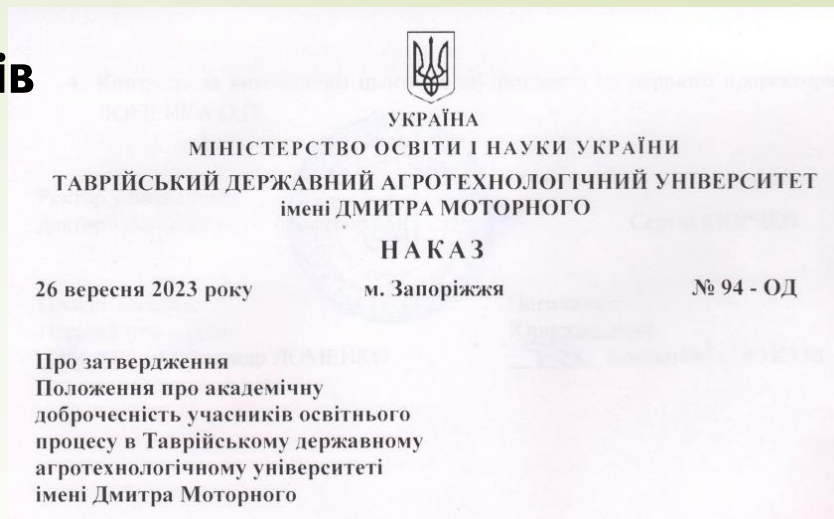 ів
УКРАЇНА
МІНІСТЕРСТВО ОСВІТИ І НАУКИ УКРАЇНИ
ТАВРІЙСЬКИЙ ДЕРЖАВНИЙ АГРОТЕХНОЛОГІЧНИЙ УНІВЕРСИТЕТ
імені ДМИТРА МОТОРНОГО
НАКАЗ
26 вересня 2023 року м. Запоріжжя № 94 - ОД
Про затвердження
Положення про академічну
доброчесність учасників освітнього
процесу в Таврійському державному
агротехнологічному університеті
імені Дмитра Моторного